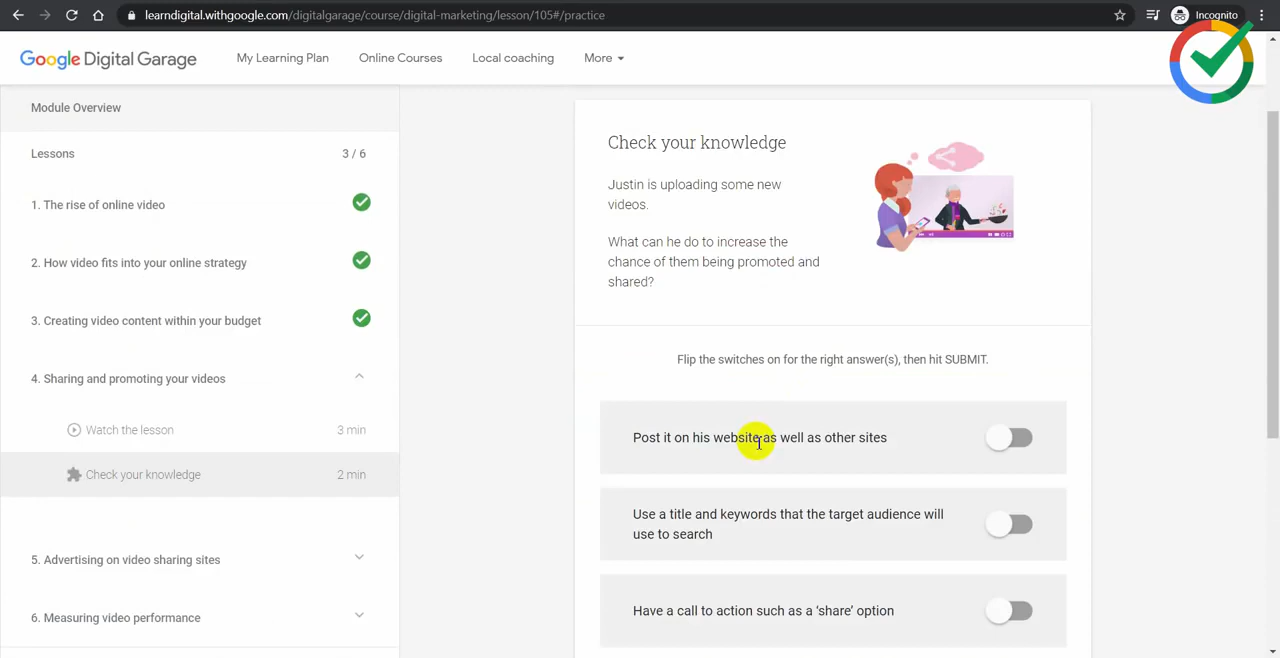 learndigital.withgoogle.com/digitalgarage/course/digital-marketing/lesson/105#/practice
Incognito
Google Digital Garage
My Learning Plan
Online Courses
Local coaching
More
Module Overview
Lessons
3 / 6
1. The rise of online video
2. How video fits into your online strategy
3. Creating video content within your budget
4. Sharing and promoting your videos
Watch the lesson
3 min
Check your knowledge
2 min
5. Advertising on video sharing sites
6. Measuring video performance
Check your knowledge
Justin is uploading some new
videos.
What can he do to increase the
chance of them being promoted and
shared?
Flip the switches on for the right answer(s), then hit SUBMIT.
Post it on his website as well as other sites
Use a title and keywords that the target audience will
use to search
Have a call to action such as a ‘share’ option